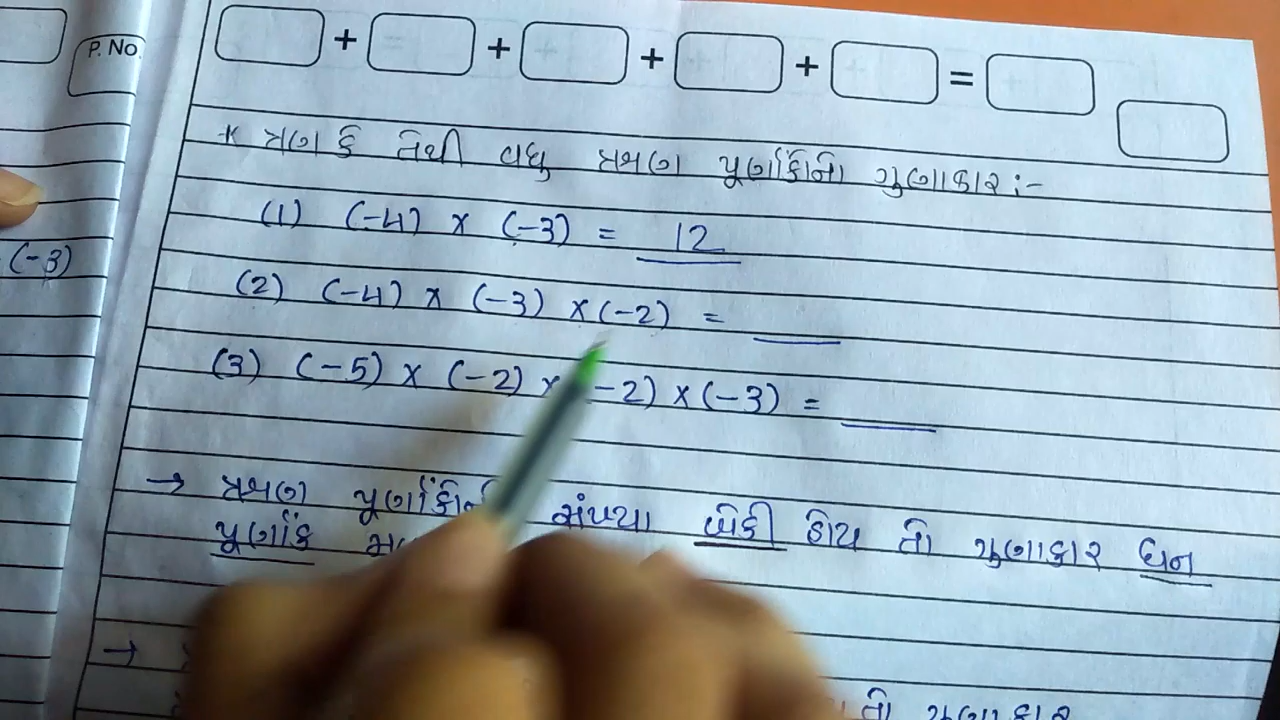 P. No.
+ + + + =
* ત્રણ કે તેથી વધુ ઋણ પૂર્ણાંકોનો ગુણાકાર :-
(1) (-4) × (-3) = 12
(-3)
(2) (-4) × (-3) × (-2) =
(3) (-5) × (-2) × (-2) × (-3) =
→ ઋણ પૂર્ણાંકોની સંખ્યા બેકી હોય તો ગુણાકાર ધન
પૂર્ણાંક
→
તો ગુણાકાર